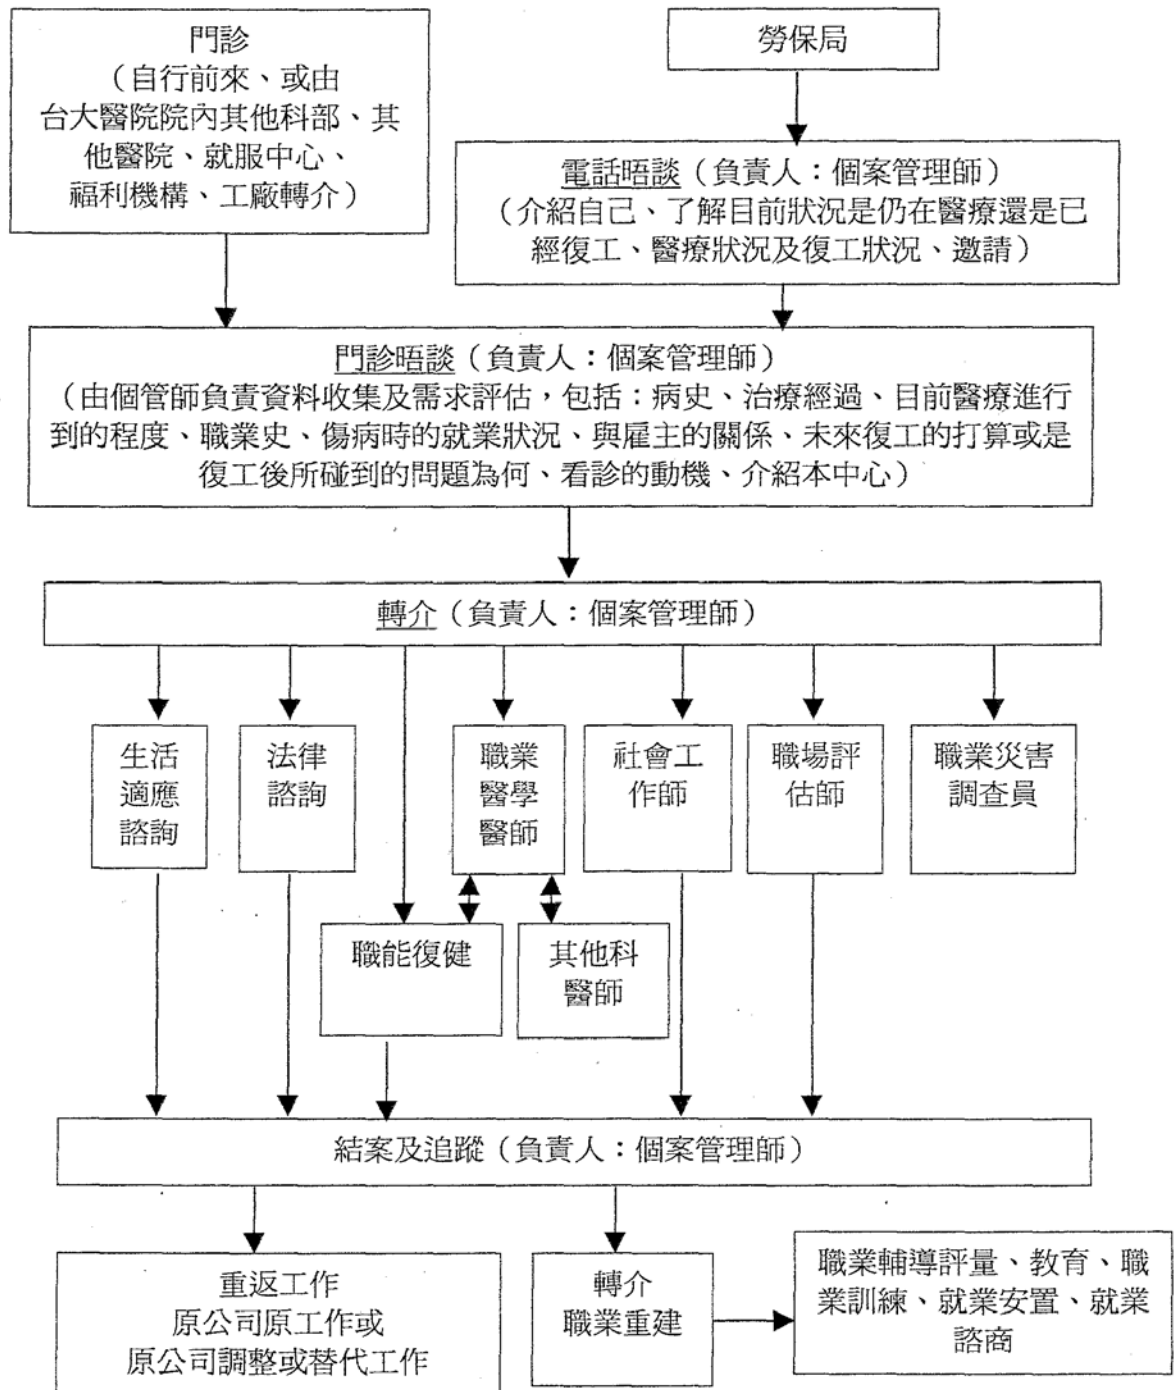 門診
（自行前來、或由
台大醫院院內其他科部、其
他醫院、就服中心、
福利機構、工廠轉介）
勞保局
電話晤談（負責人：個案管理師）
（介紹自己、了解目前狀況是仍在醫療還是已
經復工、醫療狀況及復工狀況、邀請）
門診晤談（負責人：個案管理師）
（由個管師負責資料收集及需求評估，包括：病史、治療經過、目前醫療進行
到的程度、職業史、傷病時的就業狀況、與雇主的關係、未來復工的打算或是
復工後所碰到的問題為何、看診的動機、介紹本中心）
轉介（負責人：個案管理師）
生活
適應
諮詢
法律
諮詢
職業
醫學
醫師
社會工
作師
職場評
估師
職業災害
調查員
職能復健
其他科
醫師
結案及追蹤（負責人：個案管理師）
重返工作
原公司原工作或
原公司調整或替代工作
轉介
職業重建
職業輔導評量、教育、職
業訓練、就業安置、就業
諮商